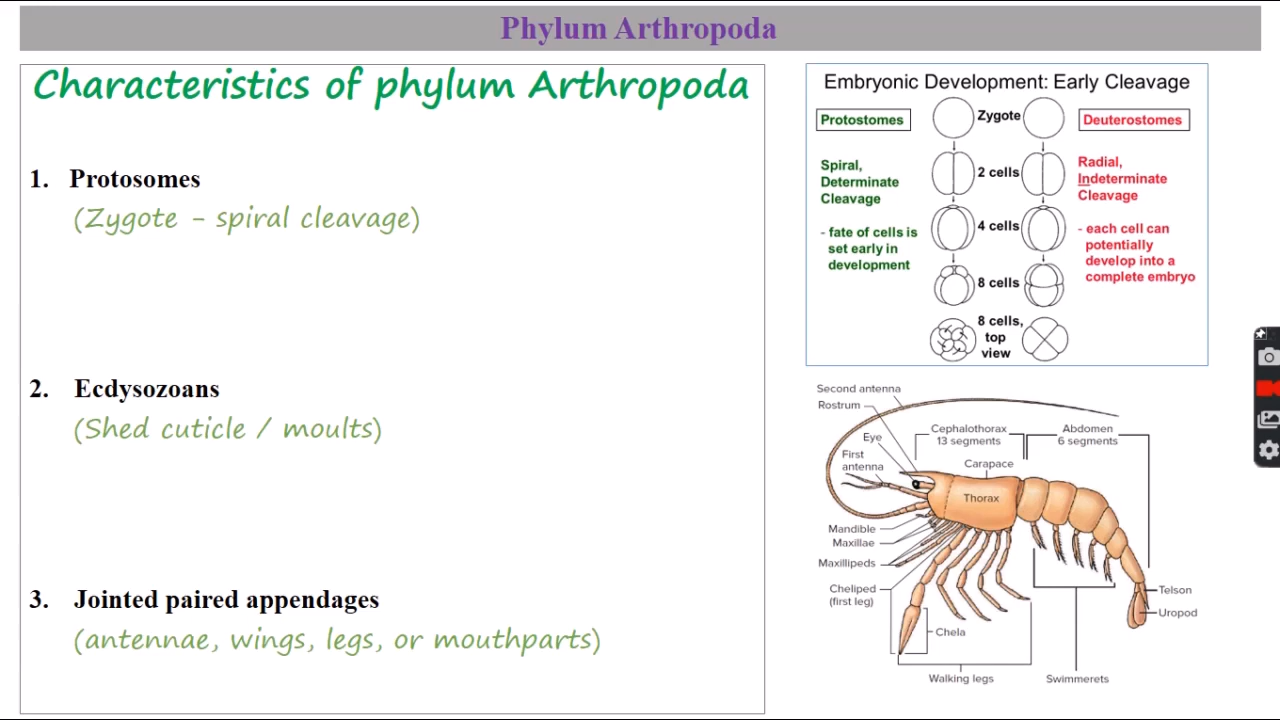 Phylum Arthropoda
Characteristics of phylum Arthropoda
1. Protosomes
(Zygote - spiral cleavage)
2. Ecdysozoans
(Shed cuticle / moults)
3. Jointed paired appendages
(antennae, wings, legs, or mouthparts)
Embryonic Development: Early Cleavage
Protostomes
Zygote
Deuterostomes
Spiral,
Determinate
Cleavage
2 cells
Radial,
Indeterminate
Cleavage
- fate of cells is
set early in
development
4 cells
- each cell can
potentially
develop into a
complete embryo
8 cells
8 cells,
top
view
Second antenna
Rostrum
Eye
First
antenna
Cephalothorax
13 segments
Abdomen
6 segments
Carapace
Thorax
Mandible
Maxillae
Maxillipeds
Cheliped
(first leg)
Chela
Walking legs
Swimmerets
Telson
Uropod